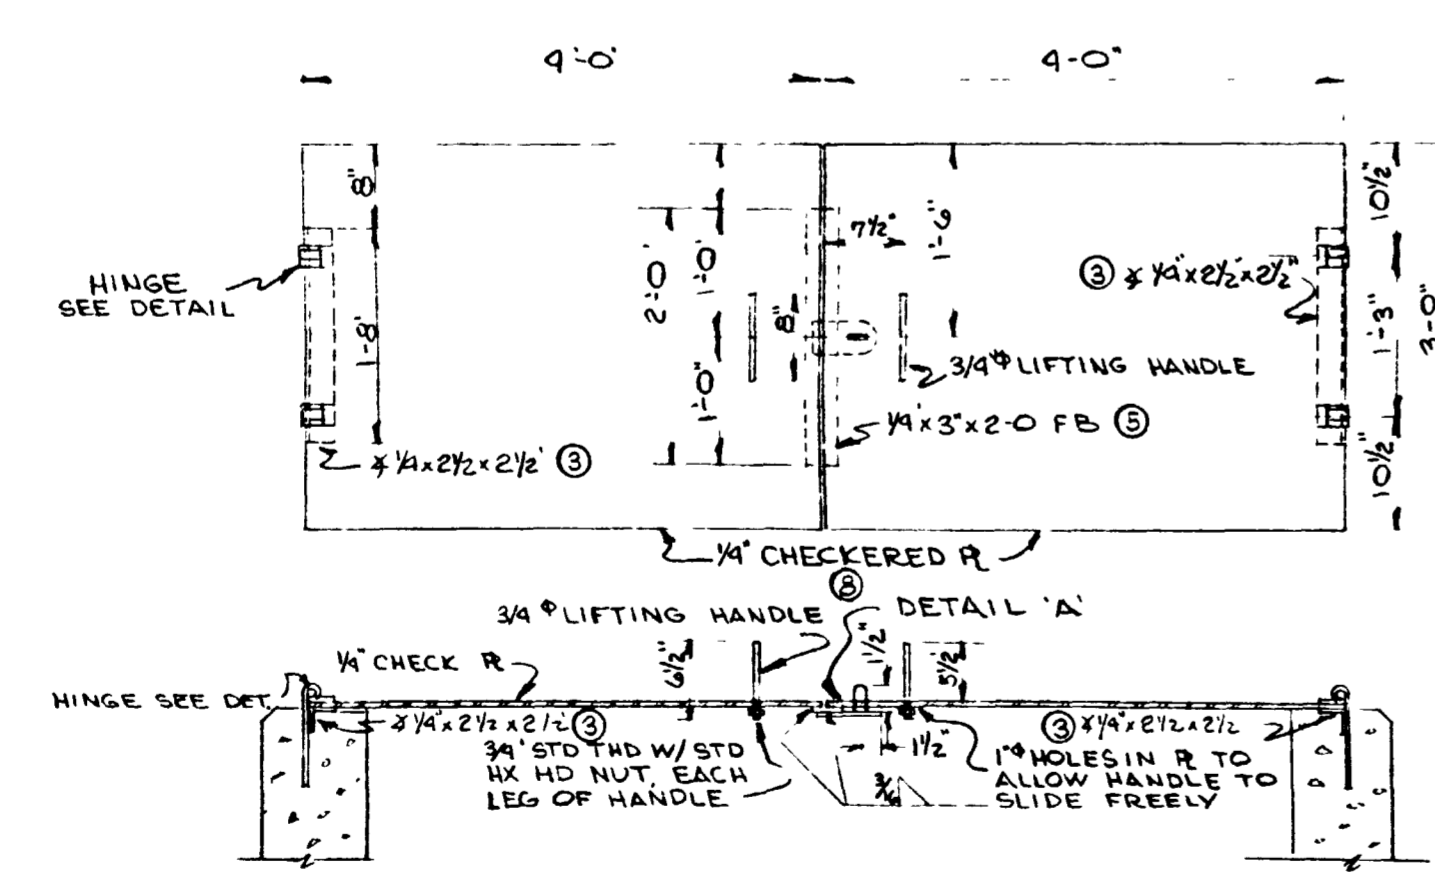 4'-0'
4-0"
8"
10½"
7½"
1'-6"
HINGE
SEE DETAIL
2'-0'
1'-0'
8"
③ ∡ ¼"x2½'x2½"
1'-3"
3-0"
1-8'
1'-0"
3/4"Φ LIFTING HANDLE
¼'x3"x2-0 FB ⑤
∡ ¼x2½x2½' ③
10½"
¼" CHECKERED PL
⑧
3/4 Φ LIFTING HANDLE
DETAIL 'A'
¼" CHECK PL
6½"
1½"
5½
HINGE SEE DET.
∡ ¼"x2½x2½' ③
③ ∡ ¼"x2½x2½
3/4' STD THD W/ STD
HX HD NUT, EACH
LEG OF HANDLE
1½"
3/16
1"Φ HOLES IN PL TO
ALLOW HANDLE TO
SLIDE FREELY